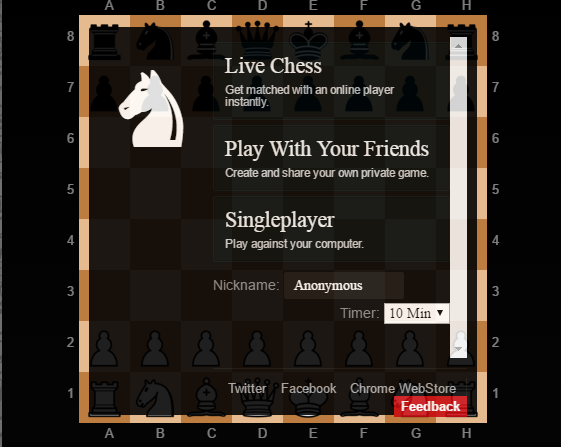 A B C D E F G H
8 8
Live Chess
Get matched with an online player
instantly.
7 7
6 6
Play With Your Friends
Create and share your own private game.
5 5
Singleplayer
Play against your computer.
4 4
Nickname: Anonymous
3 3
Timer: 10 Min
2 2
Twitter Facebook Chrome WebStore
1 1
Feedback
A B C D E F G H